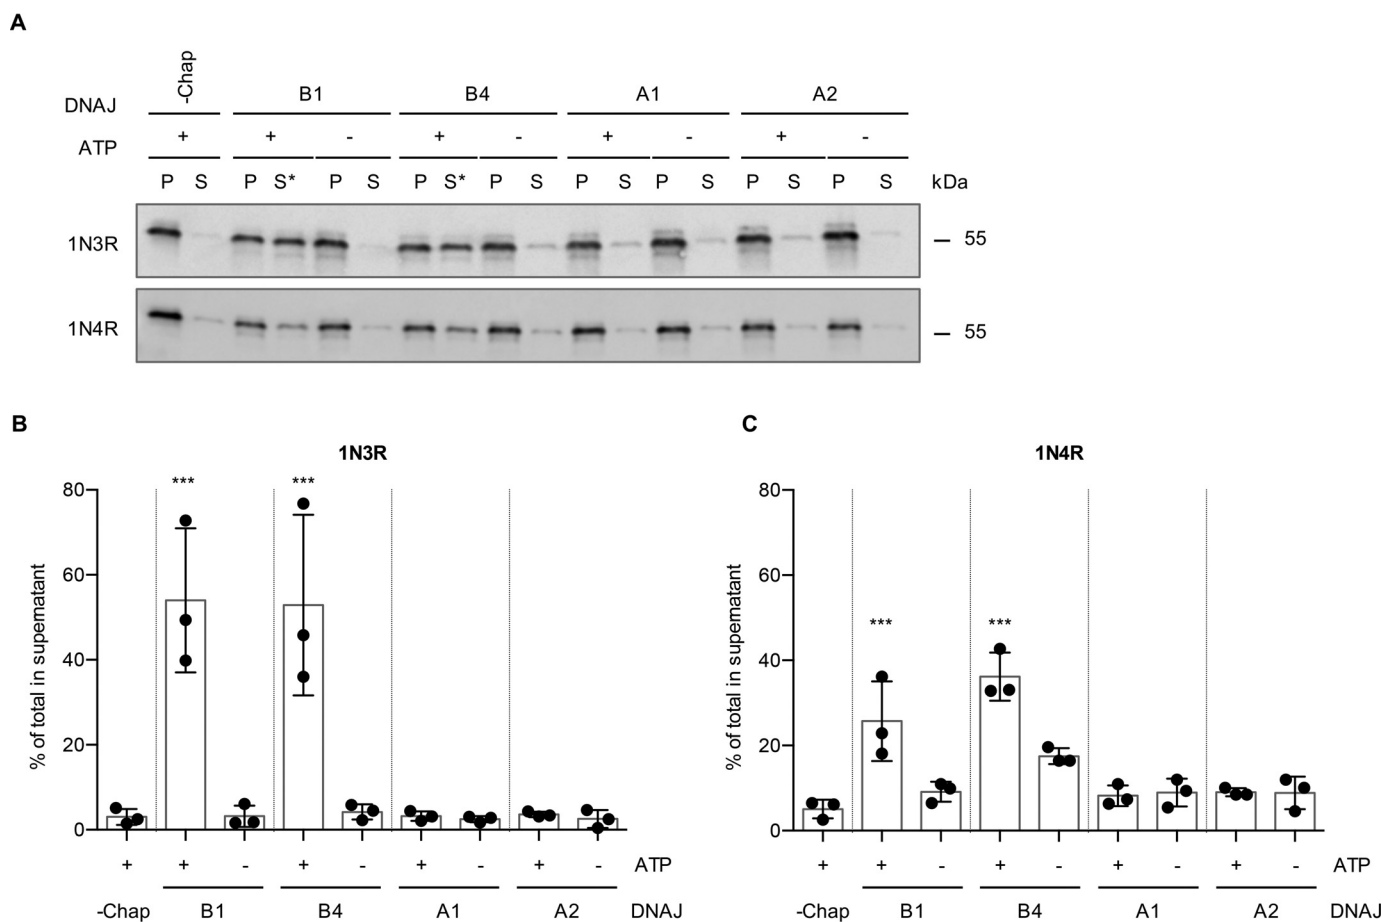 A
-Chap
DNAJ B1 B4 A1 A2
ATP + + - + - + - + -
P S P S* P S P S* P S P S P S P S P S kDa
1N3R 55
1N4R 55
B
1N3R
% of total in supernatant
80
60
40
20
0
*** ***
+ + - + - + - + - ATP
-Chap B1 B4 A1 A2 DNAJ
C
1N4R
% of total in supernatant
80
60
40
20
0
*** ***
+ + - + - + - + - ATP
-Chap B1 B4 A1 A2 DNAJ